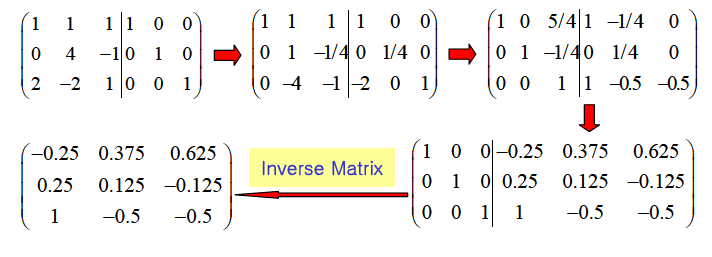 ( 1 1 1 | 1 0 0 )
( 0 4 −1 | 0 1 0 )
( 2 −2 1 | 0 0 1 )
( 1 1 1 | 1 0 0 )
( 0 1 −1/4 | 0 1/4 0 )
( 0 −4 −1 | −2 0 1 )
( 1 0 5/4 | 1 −1/4 0 )
( 0 1 −1/4 | 0 1/4 0 )
( 0 0 1 | 1 −0.5 −0.5 )
( 1 0 0 | −0.25 0.375 0.625 )
( 0 1 0 | 0.25 0.125 −0.125 )
( 0 0 1 | 1 −0.5 −0.5 )
Inverse Matrix
( −0.25 0.375 0.625 )
( 0.25 0.125 −0.125 )
( 1 −0.5 −0.5 )